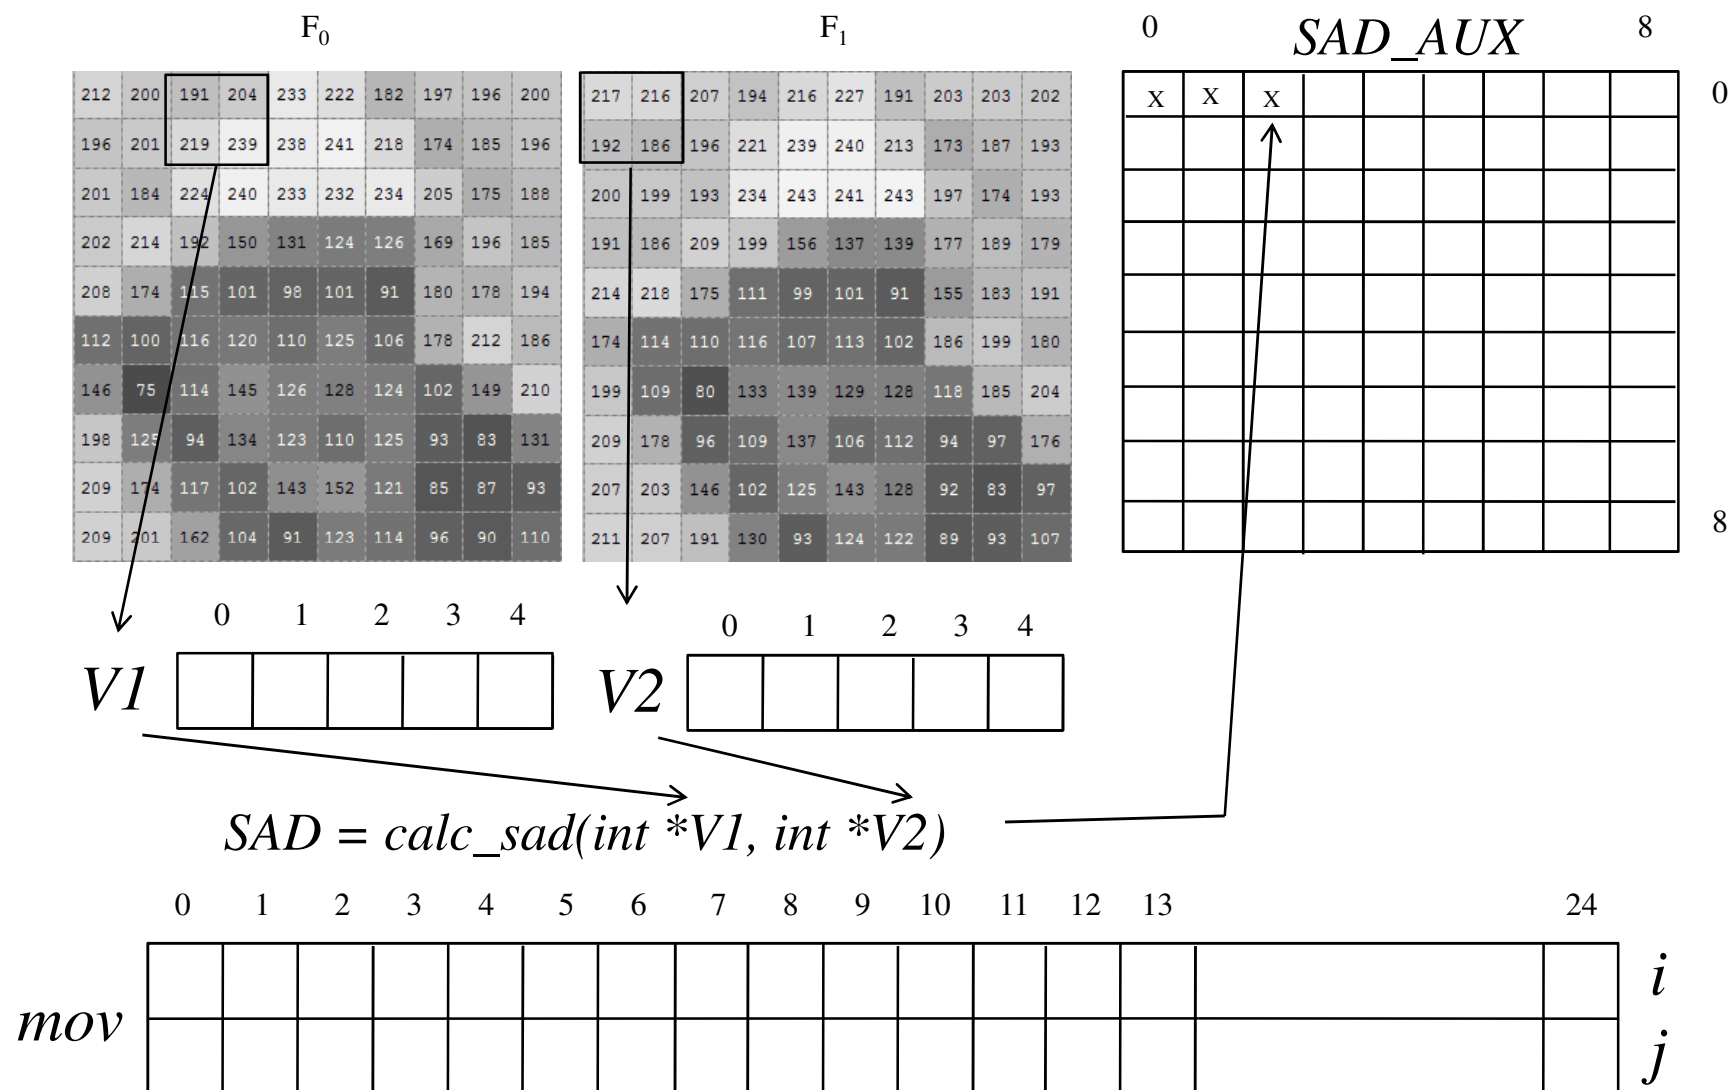 F0
F1
0 SAD_AUX 8
212 200 191 204 233 222 182 197 196 200
196 201 219 239 238 241 218 174 185 196
201 184 224 240 233 232 234 205 175 188
202 214 192 150 131 124 126 169 196 185
208 174 115 101 98 101 91 180 178 194
112 100 116 120 110 125 106 178 212 186
146 75 114 145 126 128 124 102 149 210
198 125 94 134 123 110 125 93 83 131
209 174 117 102 143 152 121 85 87 93
209 201 162 104 91 123 114 96 90 110
217 216 207 194 216 227 191 203 203 202
192 186 196 221 239 240 213 173 187 193
200 199 193 234 243 241 243 197 174 193
191 186 209 199 156 137 139 177 189 179
214 218 175 111 99 101 91 155 183 191
174 114 110 116 107 113 102 186 199 180
199 109 80 133 139 129 128 118 185 204
209 178 96 109 137 106 112 94 97 176
207 203 146 102 125 143 128 92 83 97
211 207 191 130 93 124 122 89 93 107
X X X
0
8
0 1 2 3 4
V1
0 1 2 3 4
V2
SAD = calc_sad(int *V1, int *V2)
0 1 2 3 4 5 6 7 8 9 10 11 12 13 24
mov
i
j